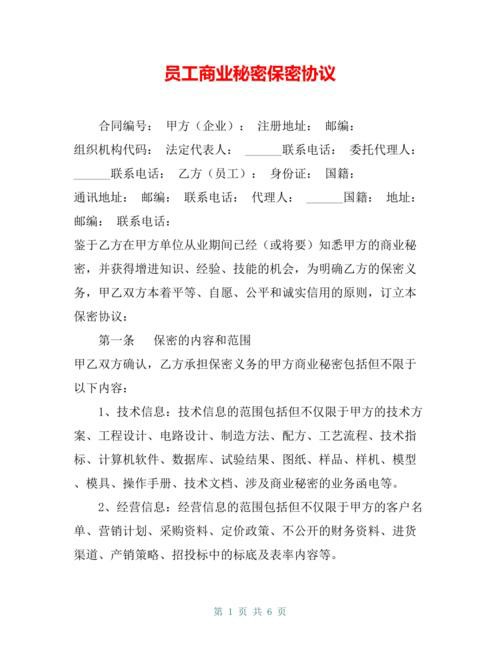 员工商业秘密保密协议
合同编号： 甲方（企业）； 注册地址： 邮编：
组织机构代码： 法定代表人： ______联系电话： 委托代理人：
______联系电话： 乙方（员工）； 身份证： 国籍：
通讯地址： 邮编： 联系电话： 代理人： ______国籍： 地址：
邮编： 联系电话：
鉴于乙方在甲方单位从业期间已经（或将要）知悉甲方的商业秘
密，并获得增进知识、经验、技能的机会，为明确乙方的保密义
务，甲乙双方本着平等、自愿、公平和诚实信用的原则，订立本
保密协议：
第一条 保密的内容和范围
甲乙双方确认，乙方承担保密义务的甲方商业秘密包括但不限于
以下内容：
1、技术信息：技术信息的范围包括但不仅限于甲方的技术方
案、工程设计、电路设计、制造方法、配方、工艺流程、技术指
标、计算机软件、数据库、试验结果、图纸、样品、样机、模型
、模具、操作手册、技术文档、涉及商业秘密的业务函电等。
2、经营信息：经营信息的范围包括但不仅限于甲方的客户名
单、营销计划、采购资料、定价政策、不公开的财务资料、进货
渠道、产销策略、招投标中的标底及表率内容等。
第 1 页 共 6 页